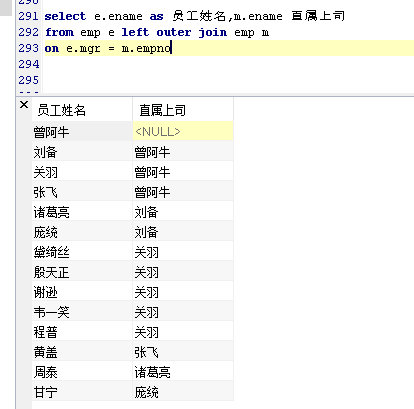 291 select e.ename as 员工姓名,m.ename 直属上司
292 from emp e left outer join emp m
293 on e.mgr = m.empno
294
295
员工姓名 直属上司
曾阿牛 <NULL>
刘备 曾阿牛
关羽 曾阿牛
张飞 曾阿牛
诸葛亮 刘备
庞统 刘备
黛绮丝 关羽
殷天正 关羽
谢逊 关羽
韦一笑 关羽
程普 关羽
黄盖 张飞
周泰 诸葛亮
甘宁 庞统